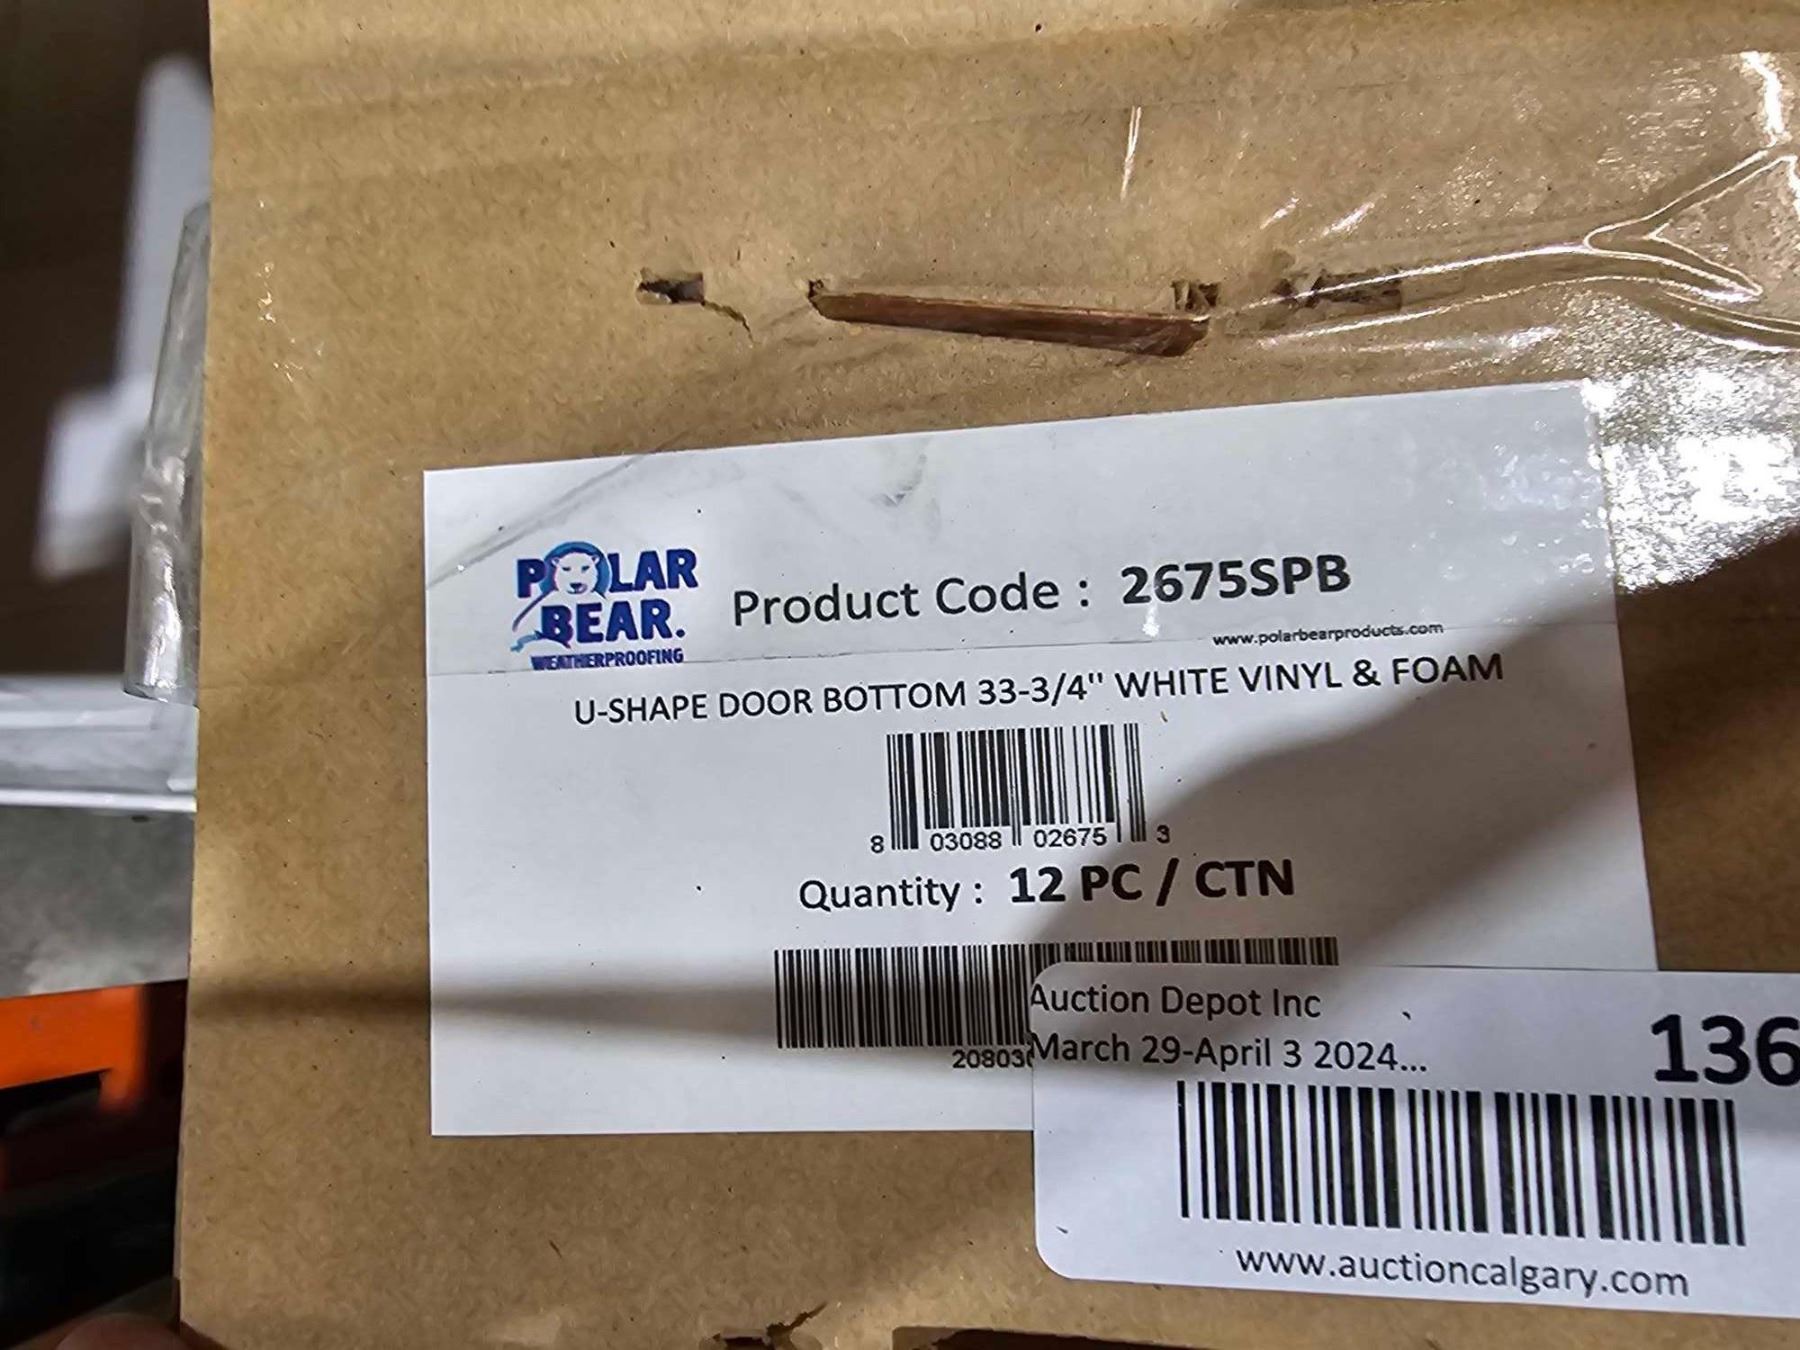 POLAR
BEAR.
WEATHERPROOFING
Product Code : 2675SPB
www.polarbearproducts.com
U-SHAPE DOOR BOTTOM 33-3/4" WHITE VINYL & FOAM
8 03088 02675 3
Quantity : 12 PC / CTN
20803
Auction Depot Inc
March 29-April 3 2024...
136
www.auctioncalgary.com